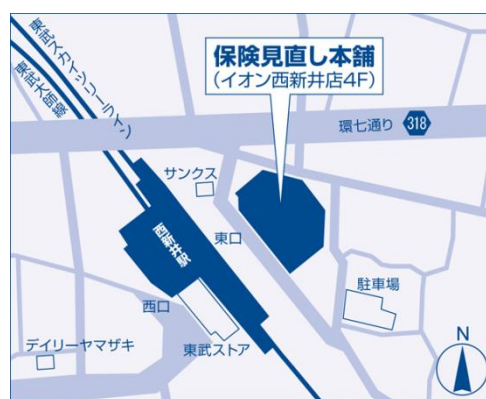 東武スカイツリーライン
東武大師線
保険見直し本舗
(イオン西新井店4F)
環七通り 318
サンクス
西新井駅
東口
西口
駐車場
東武ストア
デイリーヤマザキ
N